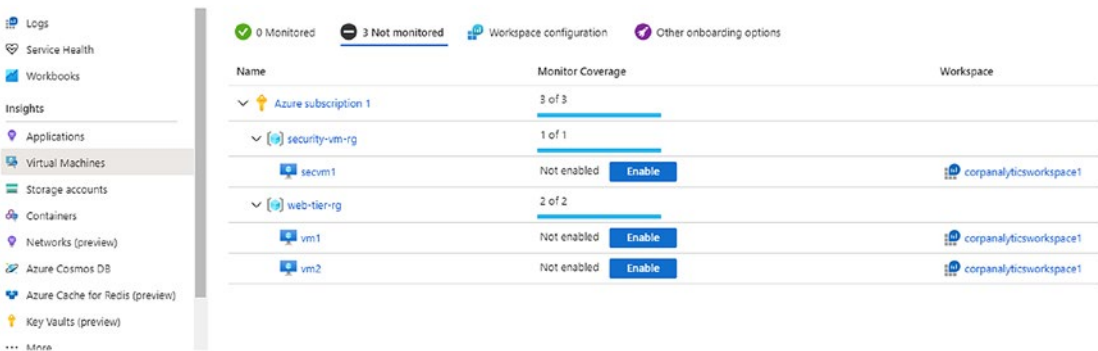 Logs
Service Health
Workbooks
Insights
Applications
Virtual Machines
Storage accounts
Containers
Networks (preview)
Azure Cosmos DB
Azure Cache for Redis (preview)
Key Vaults (preview)
More
0 Monitored 3 Not monitored Workspace configuration Other onboarding options
Name Monitor Coverage Workspace
Azure subscription 1 3 of 3
security-vm-rg 1 of 1
secvm1 Not enabled Enable corpanalyticsworkspace1
web-tier-rg 2 of 2
vm1 Not enabled Enable corpanalyticsworkspace1
vm2 Not enabled Enable corpanalyticsworkspace1